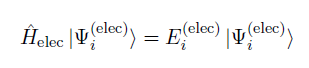 Ĥ_elec |Ψ_i^(elec)⟩ = E_i^(elec) |Ψ_i^(elec)⟩